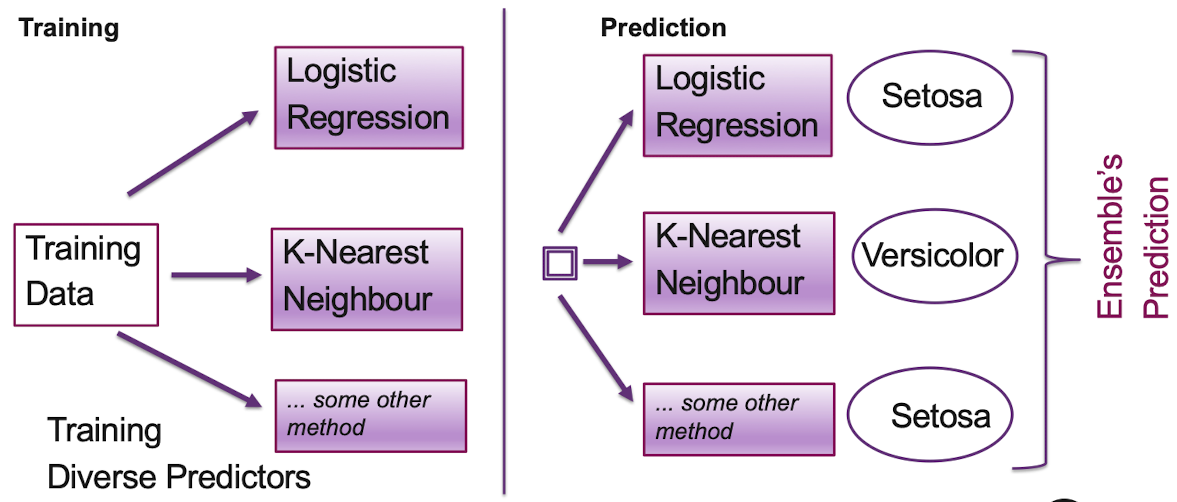 Training
Logistic
Regression
Training
Data
K-Nearest
Neighbour
... some other
method
Training
Diverse Predictors
Prediction
Logistic
Regression
Setosa
K-Nearest
Neighbour
Versicolor
... some other
method
Setosa
Ensemble's
Prediction